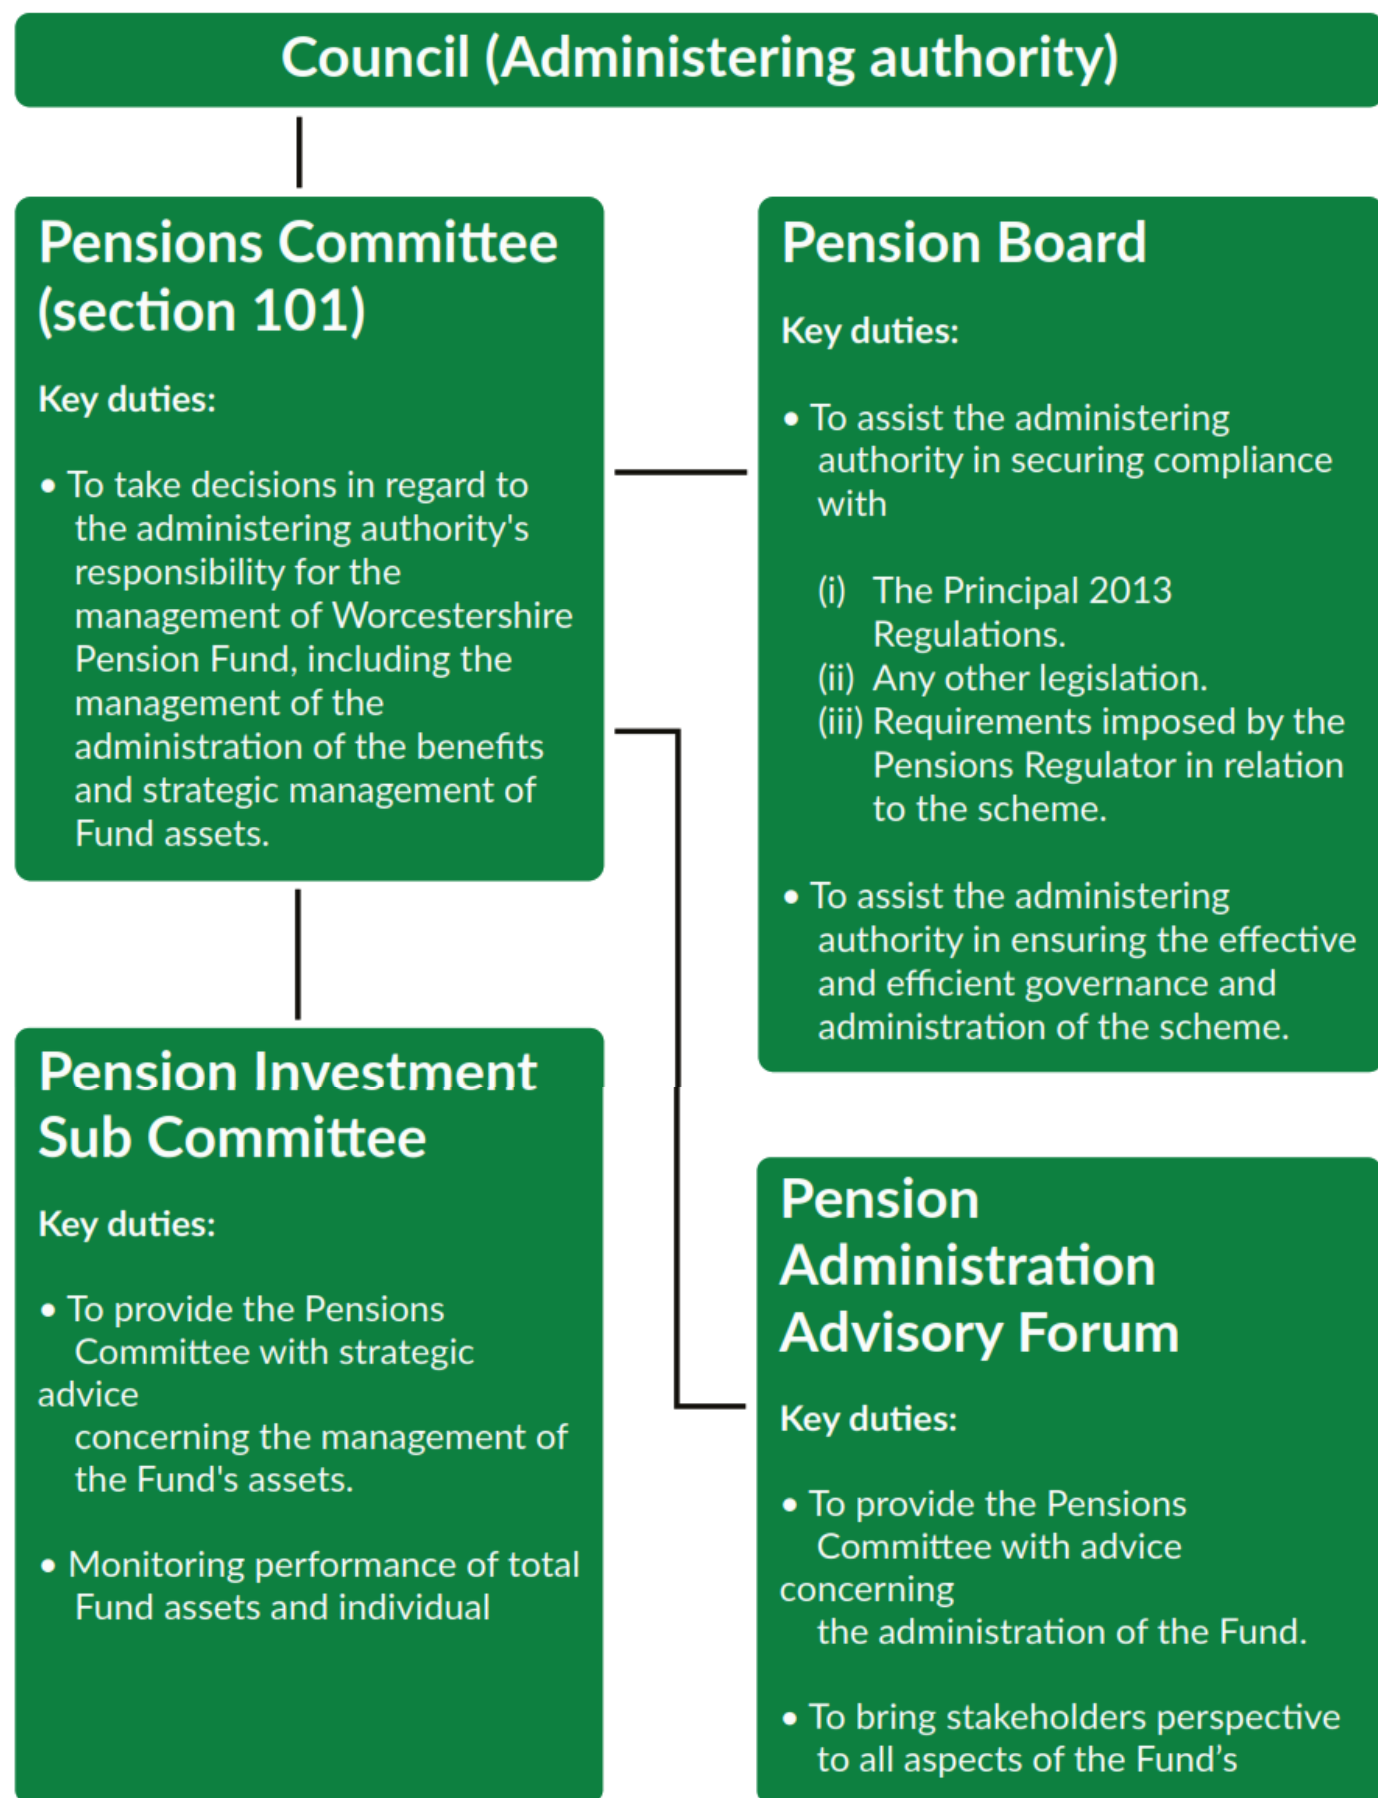 Council (Administering authority)
Pensions Committee
(section 101)
Key duties:
• To take decisions in regard to
the administering authority's
responsibility for the
management of Worcestershire
Pension Fund, including the
management of the
administration of the benefits
and strategic management of
Fund assets.
Pension Board
Key duties:
• To assist the administering
authority in securing compliance
with
(i) The Principal 2013
Regulations.
(ii) Any other legislation.
(iii) Requirements imposed by the
Pensions Regulator in relation
to the scheme.
• To assist the administering
authority in ensuring the effective
and efficient governance and
administration of the scheme.
Pension Investment
Sub Committee
Key duties:
• To provide the Pensions
Committee with strategic
advice
concerning the management of
the Fund's assets.
• Monitoring performance of total
Fund assets and individual
Pension
Administration
Advisory Forum
Key duties:
• To provide the Pensions
Committee with advice
concerning
the administration of the Fund.
• To bring stakeholders perspective
to all aspects of the Fund’s